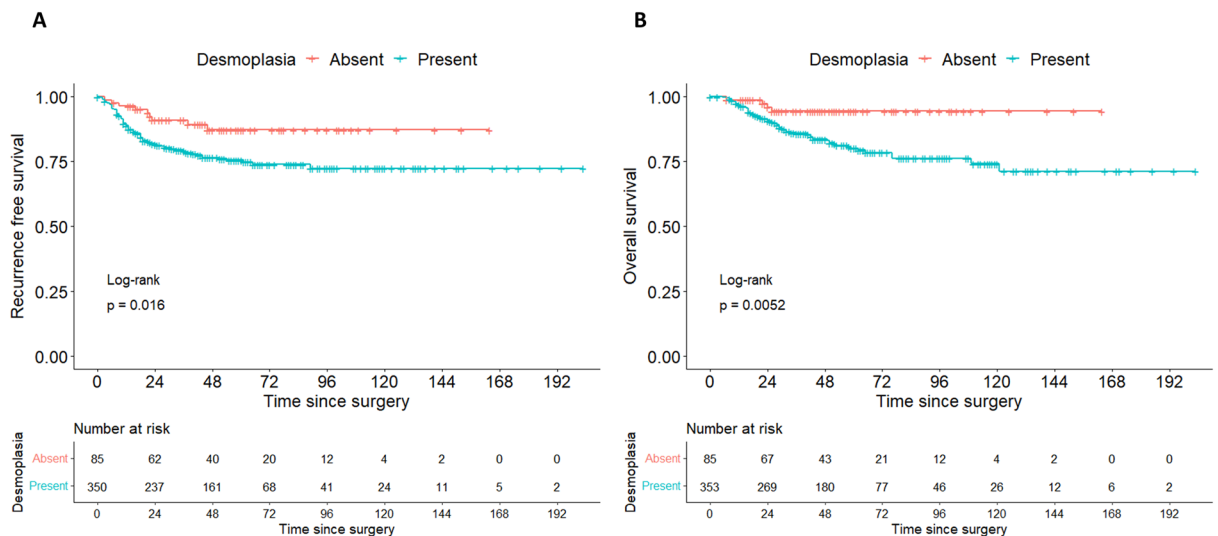 A
Desmoplasia Absent Present
Recurrence free survival
1.00
0.75
0.50
0.25
0.00
Log-rank
p = 0.016
0 24 48 72 96 120 144 168 192
Time since surgery
Number at risk
Desmoplasia
Absent 85 62 40 20 12 4 2 0 0
Present 350 237 161 68 41 24 11 5 2
0 24 48 72 96 120 144 168 192
Time since surgery
B
Desmoplasia Absent Present
Overall survival
1.00
0.75
0.50
0.25
0.00
Log-rank
p = 0.0052
0 24 48 72 96 120 144 168 192
Time since surgery
Number at risk
Desmoplasia
Absent 85 67 43 21 12 4 2 0 0
Present 353 269 180 77 46 26 12 6 2
0 24 48 72 96 120 144 168 192
Time since surgery